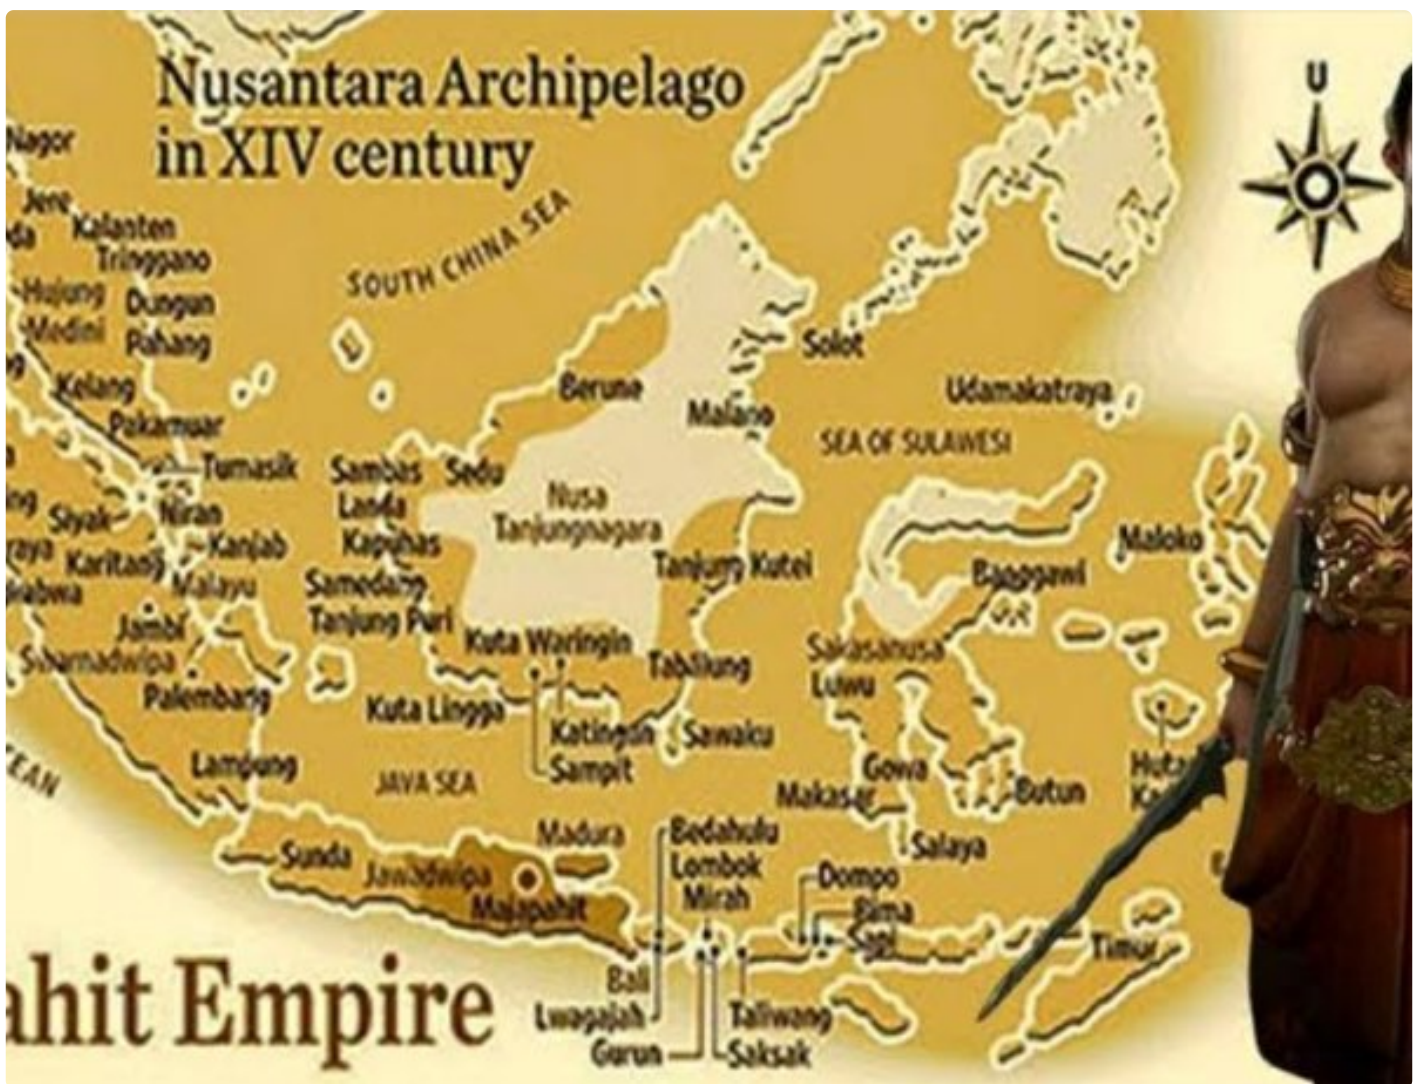 Nusantara Archipelago
in XIV century
U
Nagor
Jere
Kalanten
Tringgano
Hujung
Dungun
Medini
Pahang
Kelang
Pakamuar
Tumasik
Siyak
Niran
Kanjab
Karitang
Malayu
Jambi
Swarnadwipa
Palembang
Lampung
SOUTH CHINA SEA
Berune
Malano
Solot
Udamakatraya
SEA OF SULAWESI
Sambas
Sedu
Landa
Kapuhas
Samedang
Tanjung Puri
Nusa
Tanjungnagara
Tanjung Kutei
Kuta Waringin
Tabalung
Kuta Lingga
Katingan
Sampit
Sawaku
Maloko
Banggawi
Sakasanusa
Luwu
Gowa
Makasar
Butun
Salaya
JAVA SEA
Sunda
Jawadwipa
Madura
Majapahit
Bedahulu
Lombok
Mirah
Dompo
Bima
Timur
Bali
Lwagajah
Gurun
Taliwang
Saksak
ahit Empire